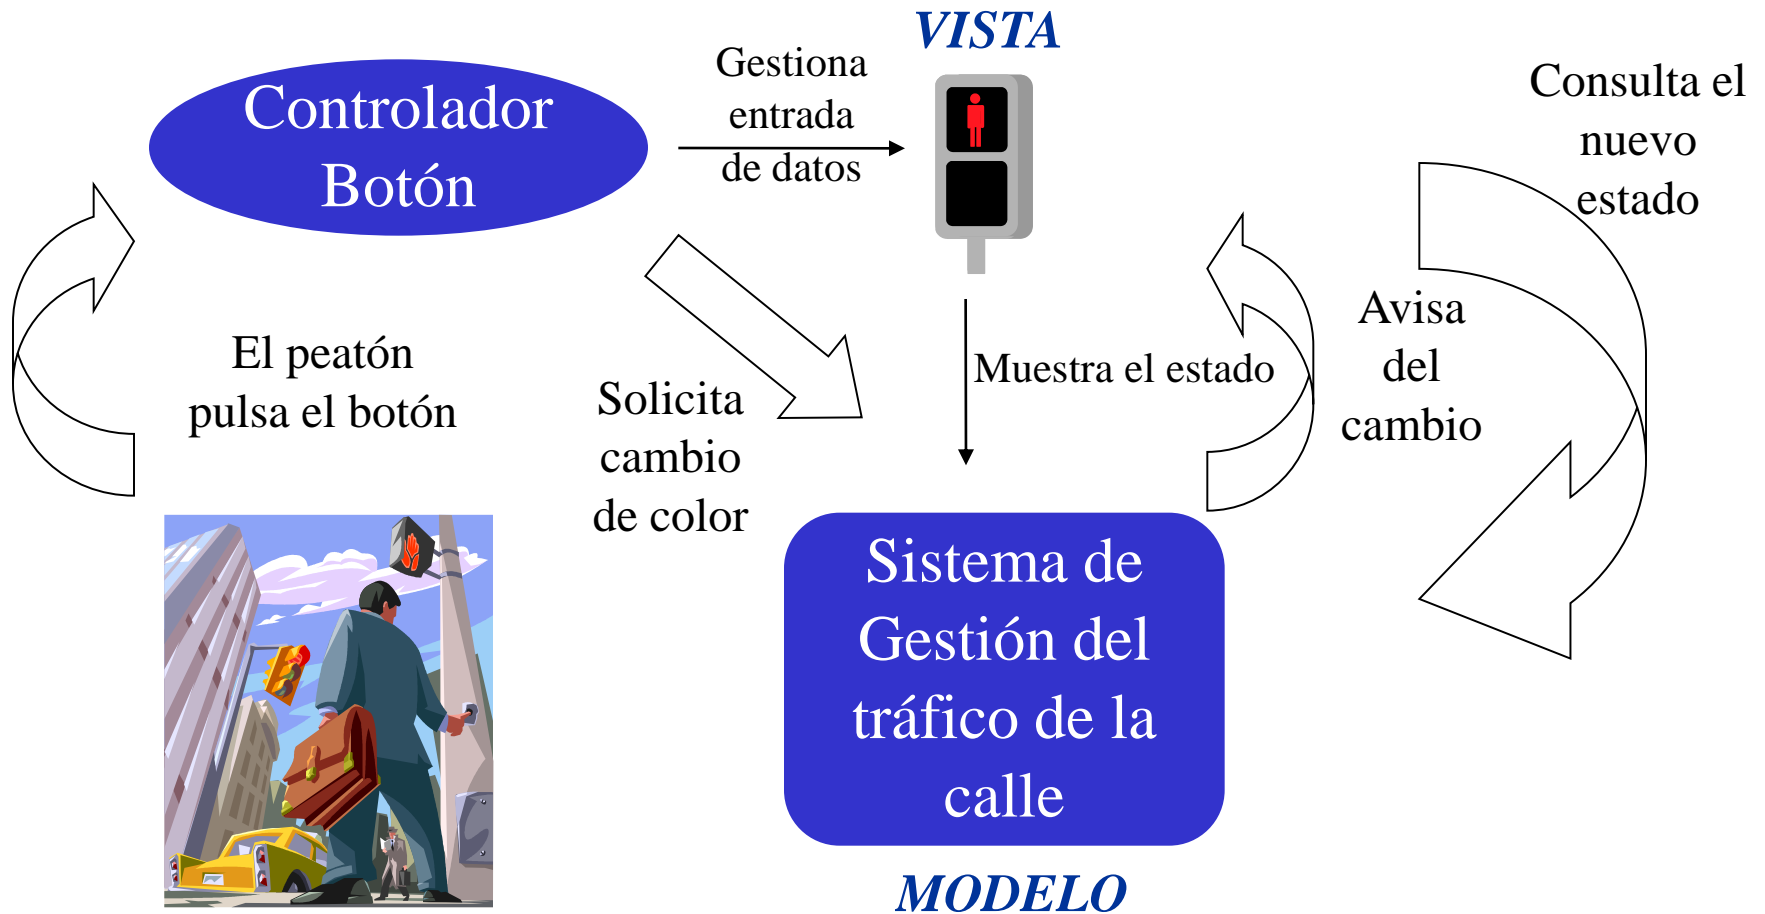 VISTA
Controlador
Botón
Gestiona
entrada
de datos
Consulta el
nuevo
estado
El peatón
pulsa el botón
Solicita
cambio
de color
Muestra el estado
Avisa
del
cambio
Sistema de
Gestión del
tráfico de la
calle
MODELO